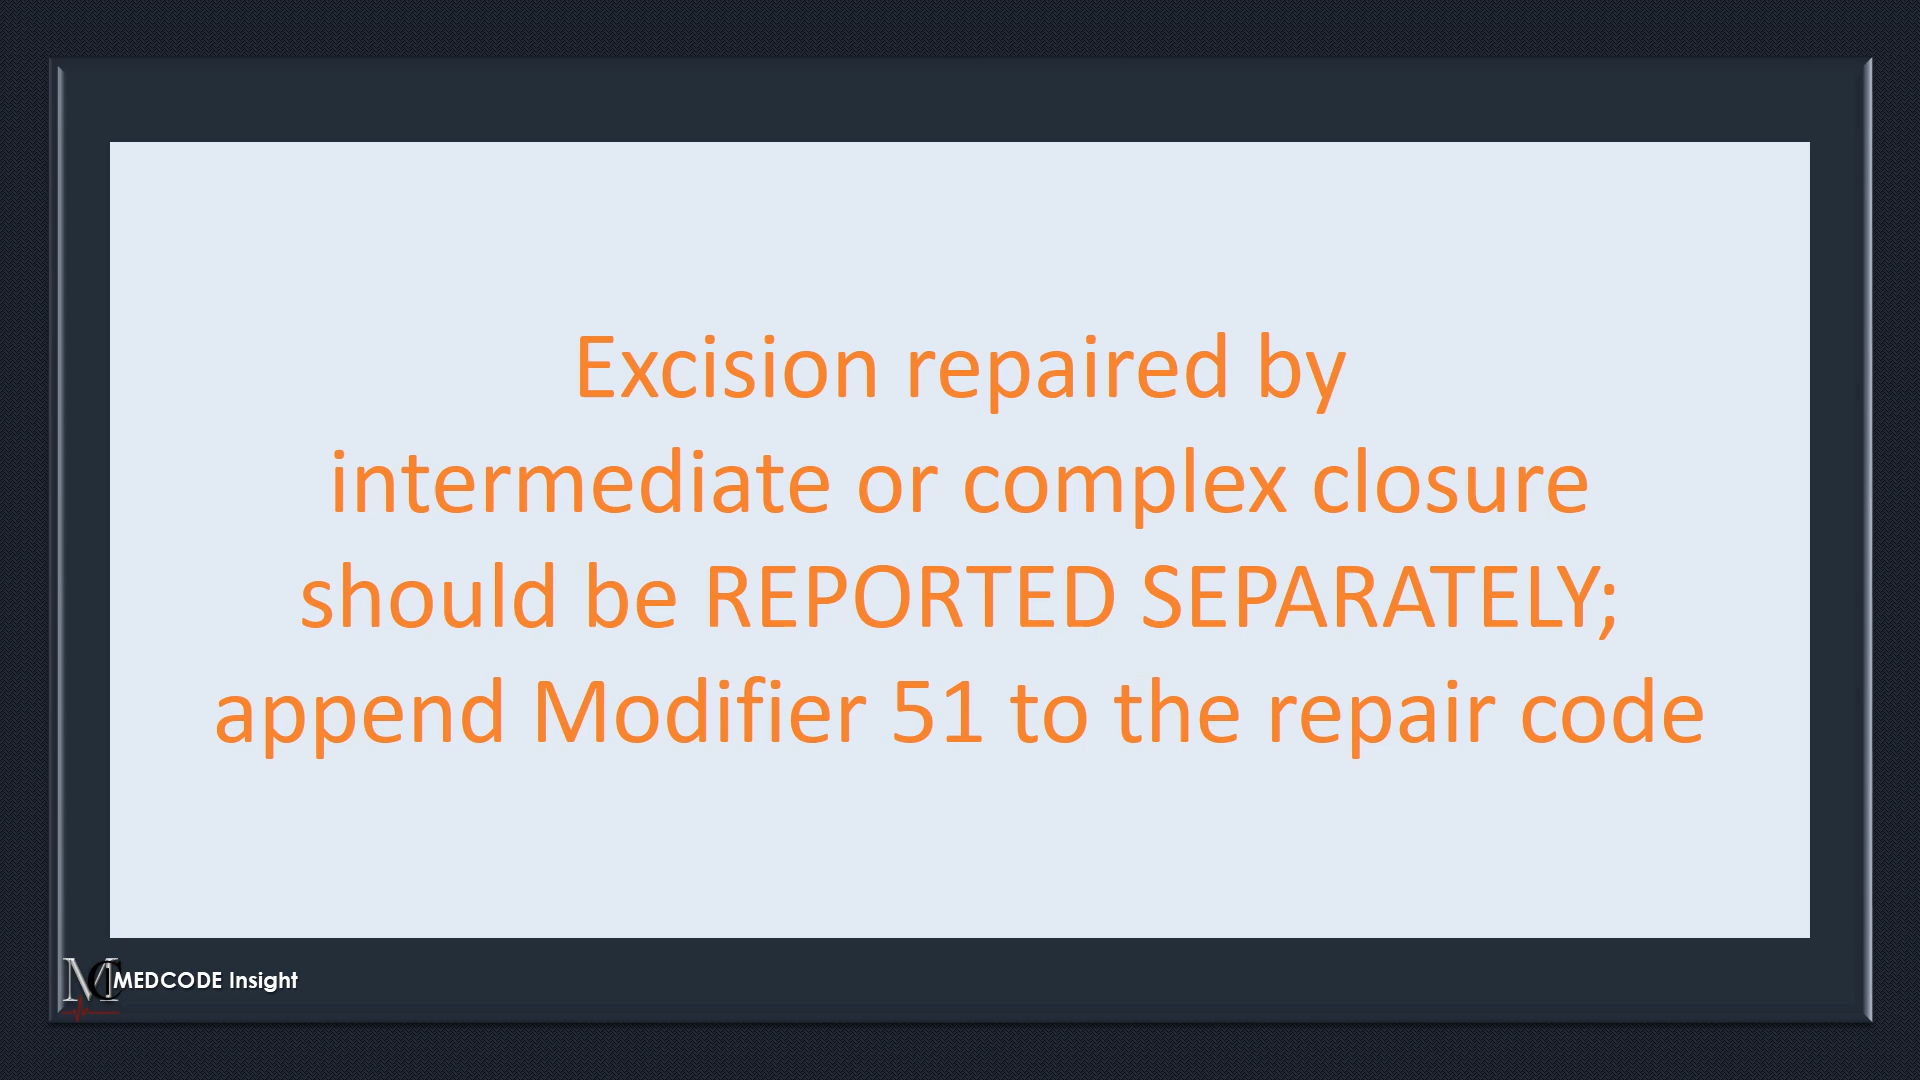 Excision repaired by
intermediate or complex closure
should be REPORTED SEPARATELY;
append Modifier 51 to the repair code
MC MEDCODE Insight